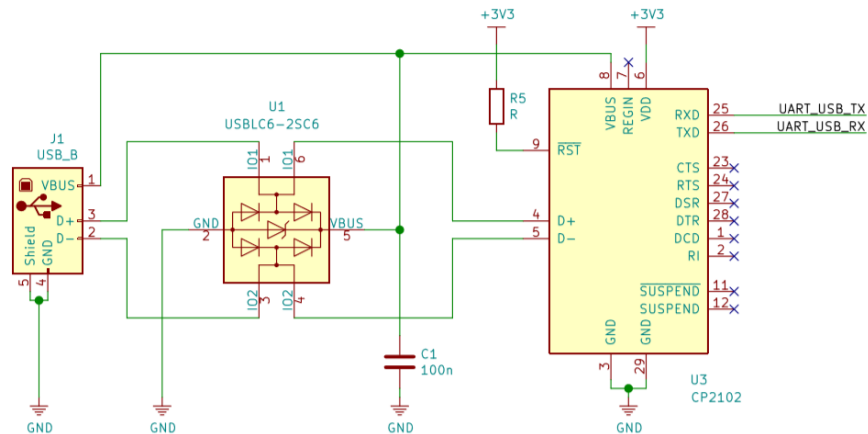 +3V3
+3V3
J1
USB_B
VBUS
1
D+
3
D-
2
Shield
GND
5
4
GND
U1
USBLC6-2SC6
IO1
1
IO1
6
GND
2
VBUS
5
IO2
3
IO2
4
GND
C1
100n
GND
R5
R
9
RST
8
7
6
VBUS
REGIN
VDD
RXD
25
UART_USB_TX
TXD
26
UART_USB_RX
CTS
23
RTS
24
DSR
27
DTR
28
DCD
1
RI
2
4
D+
5
D-
SUSPEND
11
SUSPEND
12
GND
GND
3
29
U3
CP2102
GND